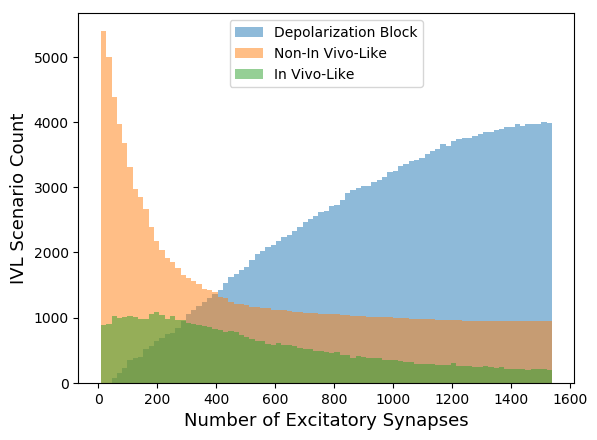 Depolarization Block
Non-In Vivo-Like
In Vivo-Like
IVL Scenario Count
5000
4000
3000
2000
1000
0
0 200 400 600 800 1000 1200 1400 1600
Number of Excitatory Synapses